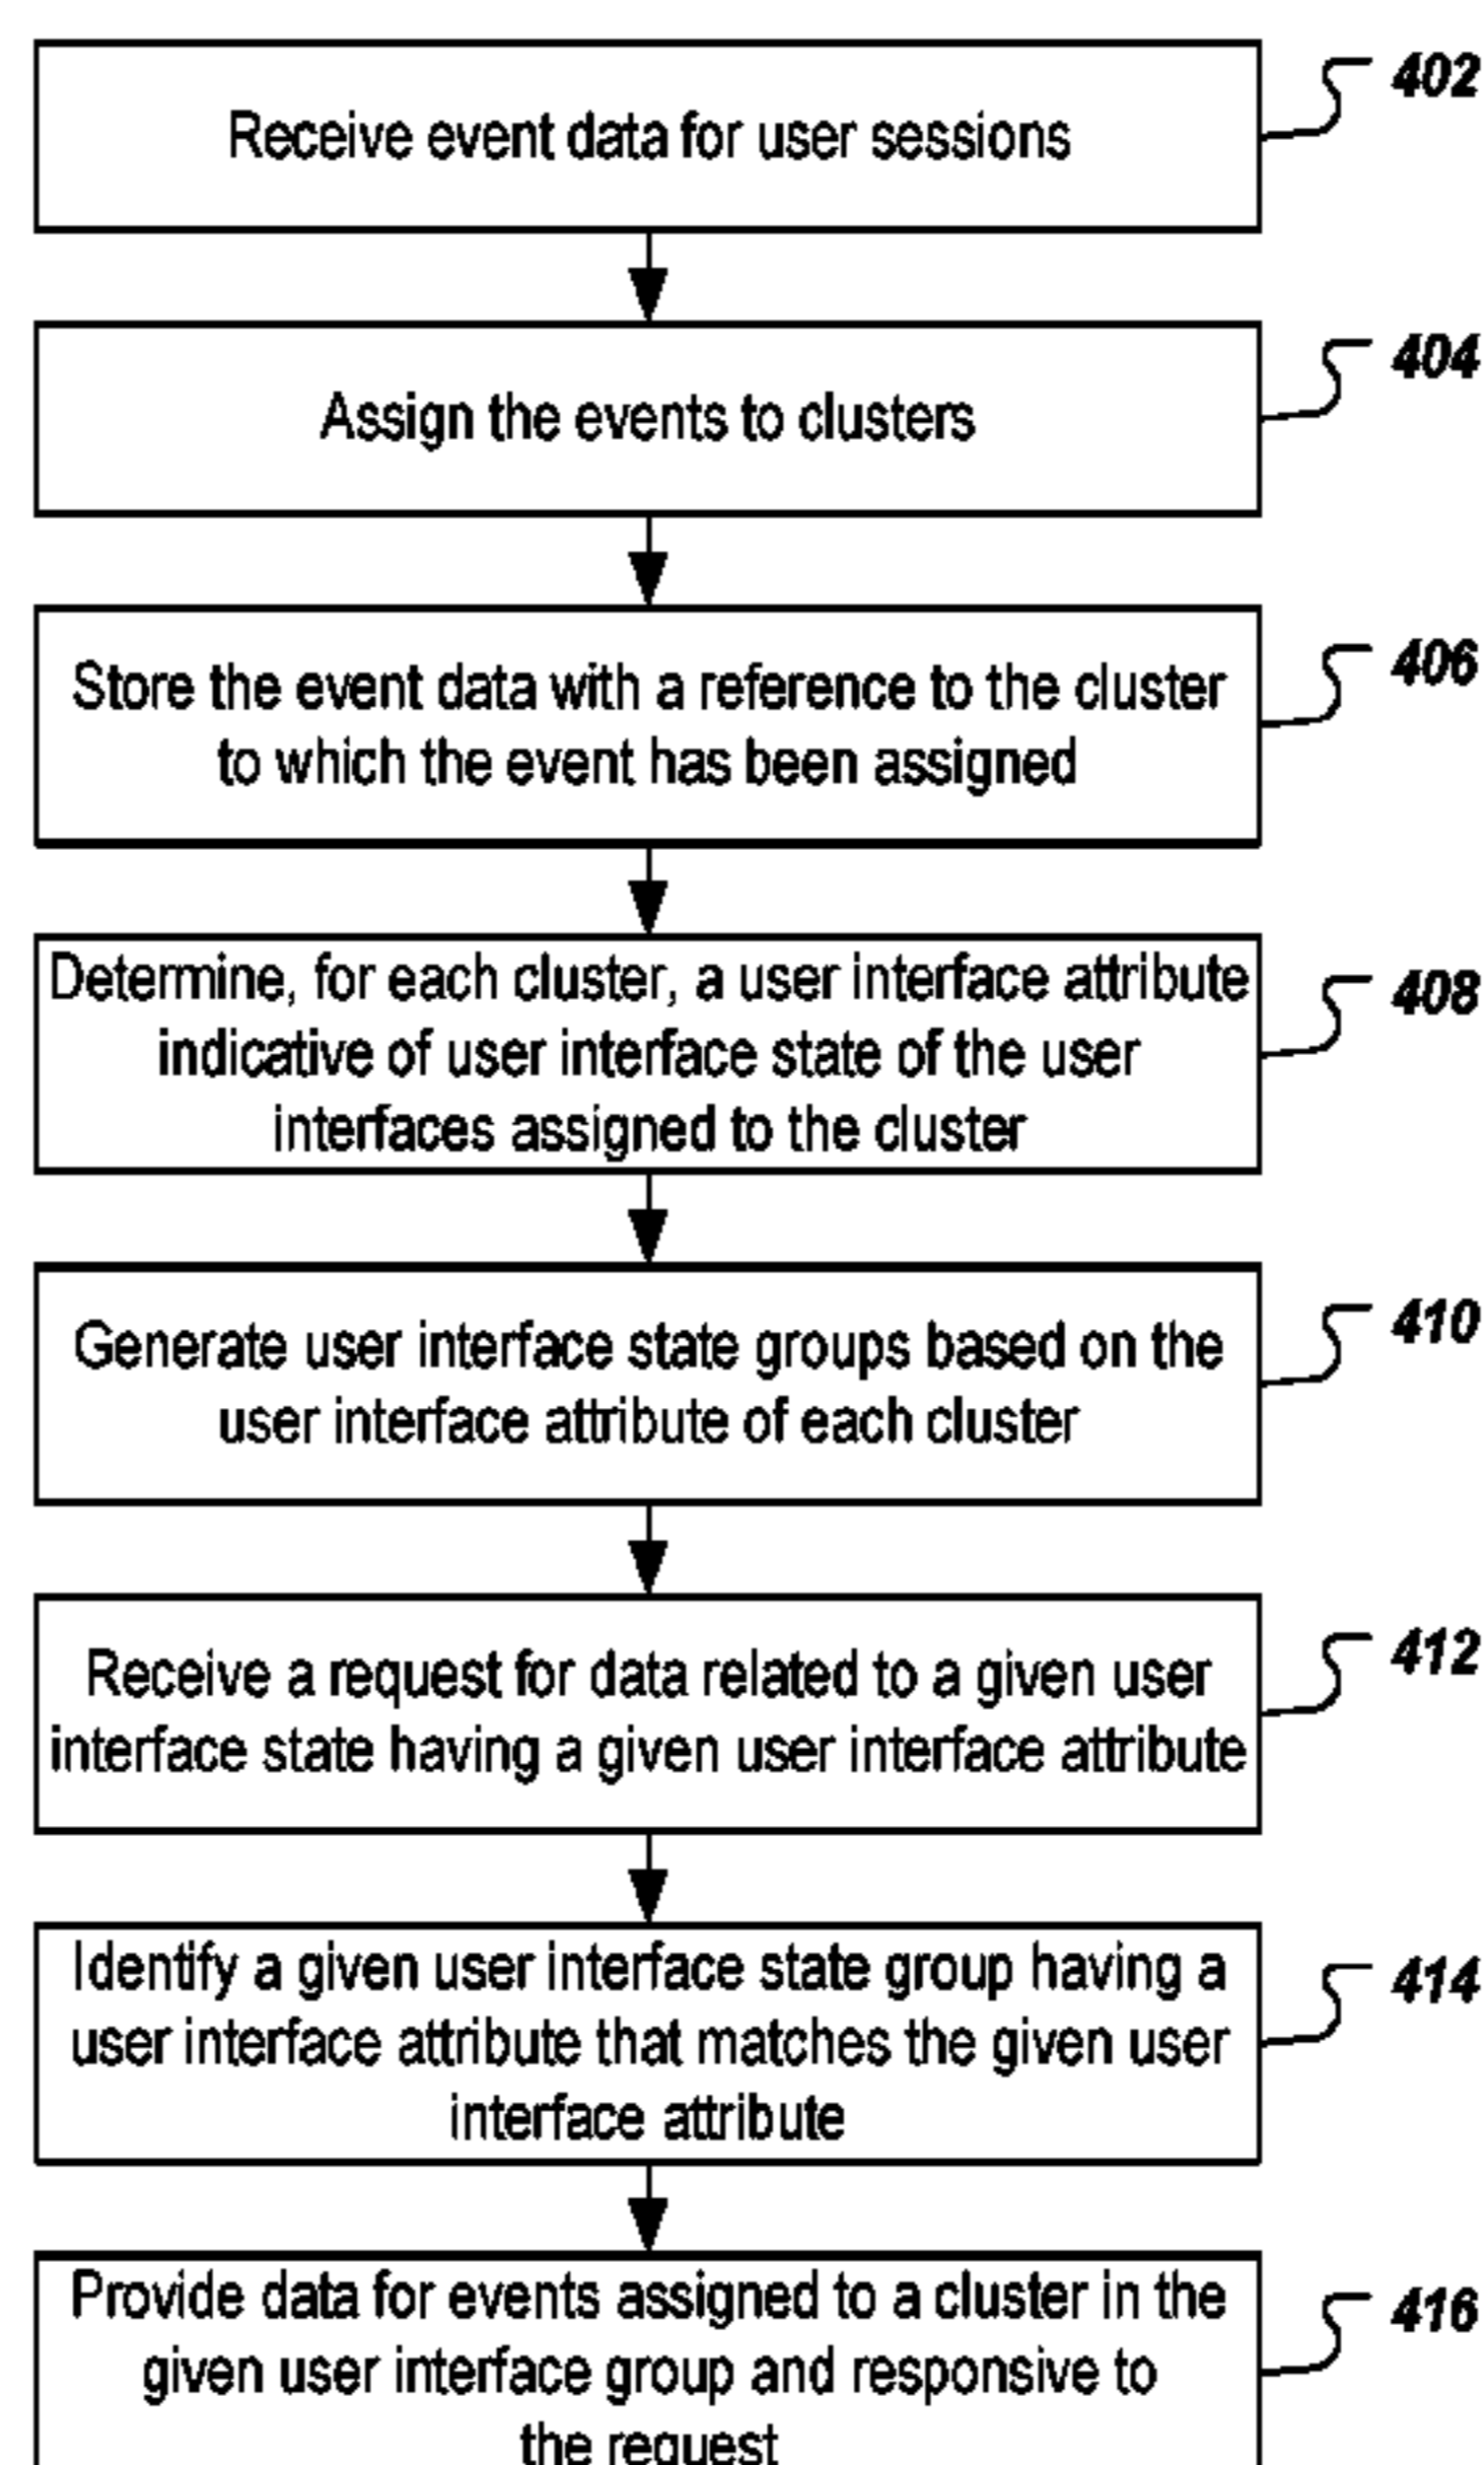 Receive event data for user sessions
402
Assign the events to clusters
404
Store the event data with a reference to the cluster
to which the event has been assigned
406
Determine, for each cluster, a user interface attribute
indicative of user interface state of the user
interfaces assigned to the cluster
408
Generate user interface state groups based on the
user interface attribute of each cluster
410
Receive a request for data related to a given user
interface state having a given user interface attribute
412
Identify a given user interface state group having a
user interface attribute that matches the given user
interface attribute
414
Provide data for events assigned to a cluster in the
given user interface group and responsive to
the request
416